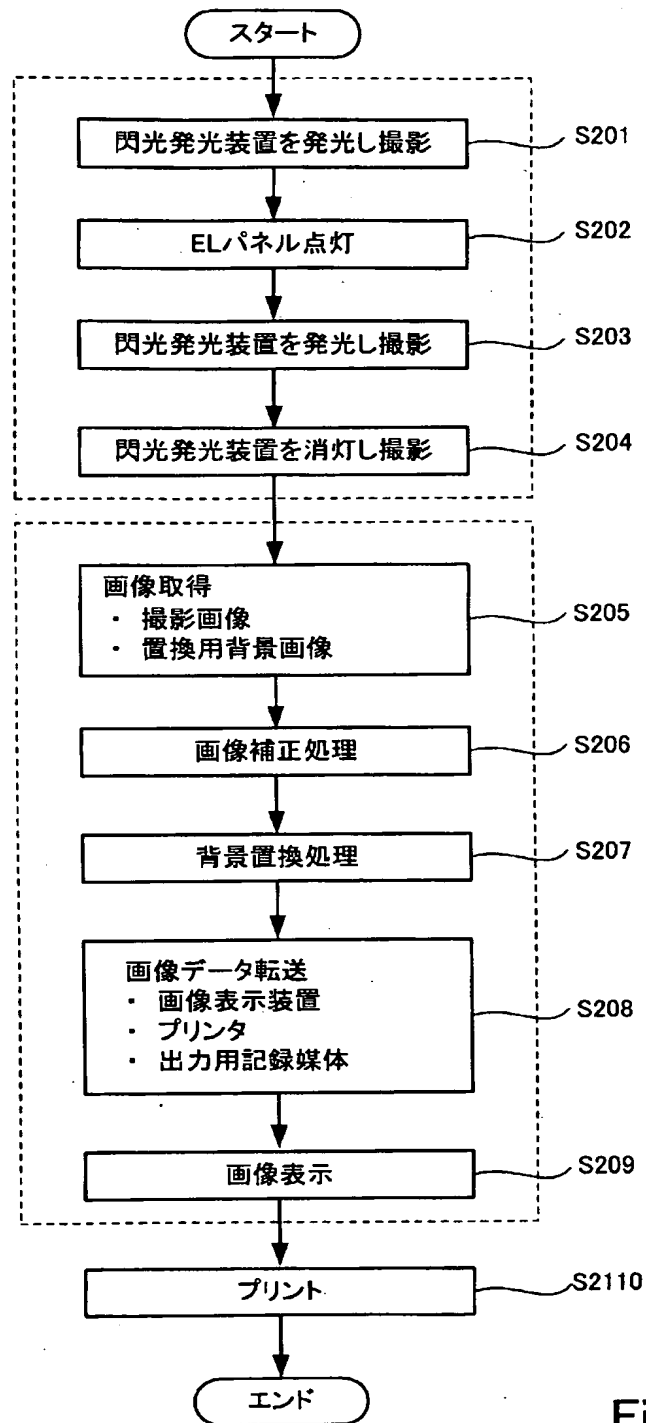 スタート
閃光発光装置を発光し撮影
S201
ELパネル点灯
S202
閃光発光装置を発光し撮影
S203
閃光発光装置を消灯し撮影
S204
画像取得
・ 撮影画像
・ 置換用背景画像
S205
画像補正処理
S206
背景置換処理
S207
画像データ転送
・ 画像表示装置
・ プリンタ
・ 出力用記録媒体
S208
画像表示
S209
プリント
S2110
エンド